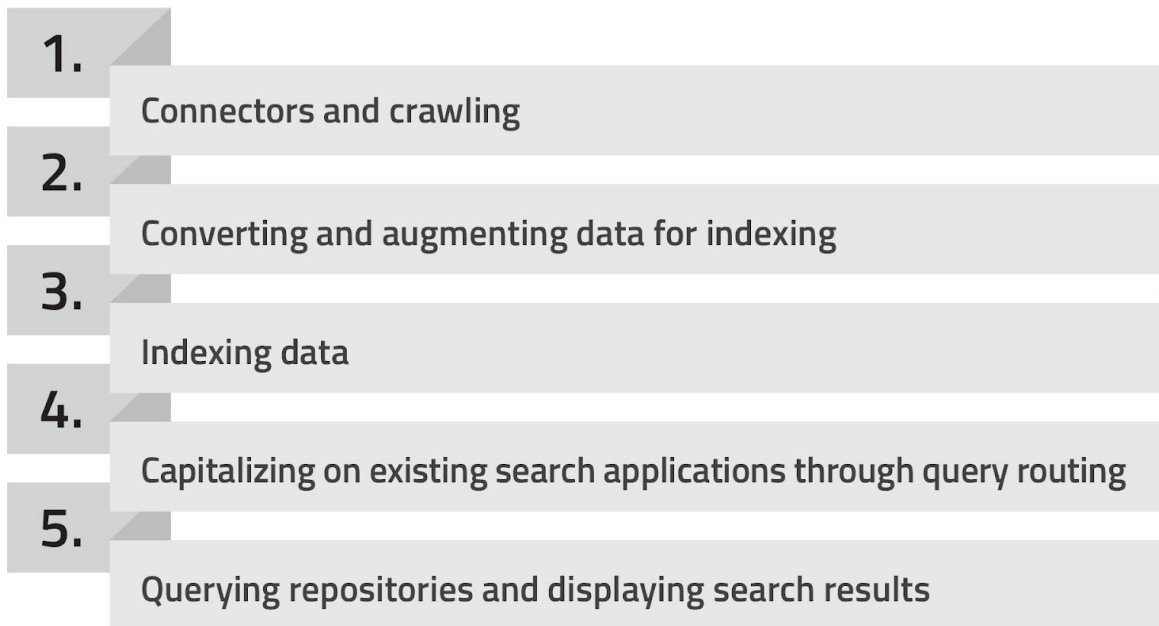 1.
Connectors and crawling
2.
Converting and augmenting data for indexing
3.
Indexing data
4.
Capitalizing on existing search applications through query routing
5.
Querying repositories and displaying search results